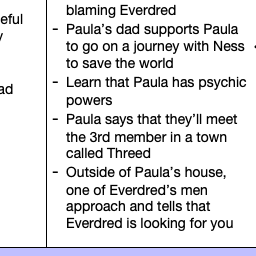 eful
y
ad
blaming Everdred
- Paula's dad supports Paula
to go on a journey with Ness
to save the world
- Learn that Paula has psychic
powers
- Paula says that they'll meet
the 3rd member in a town
called Threed
- Outside of Paula's house,
one of Everdred's men
approach and tells that
Everdred is looking for you